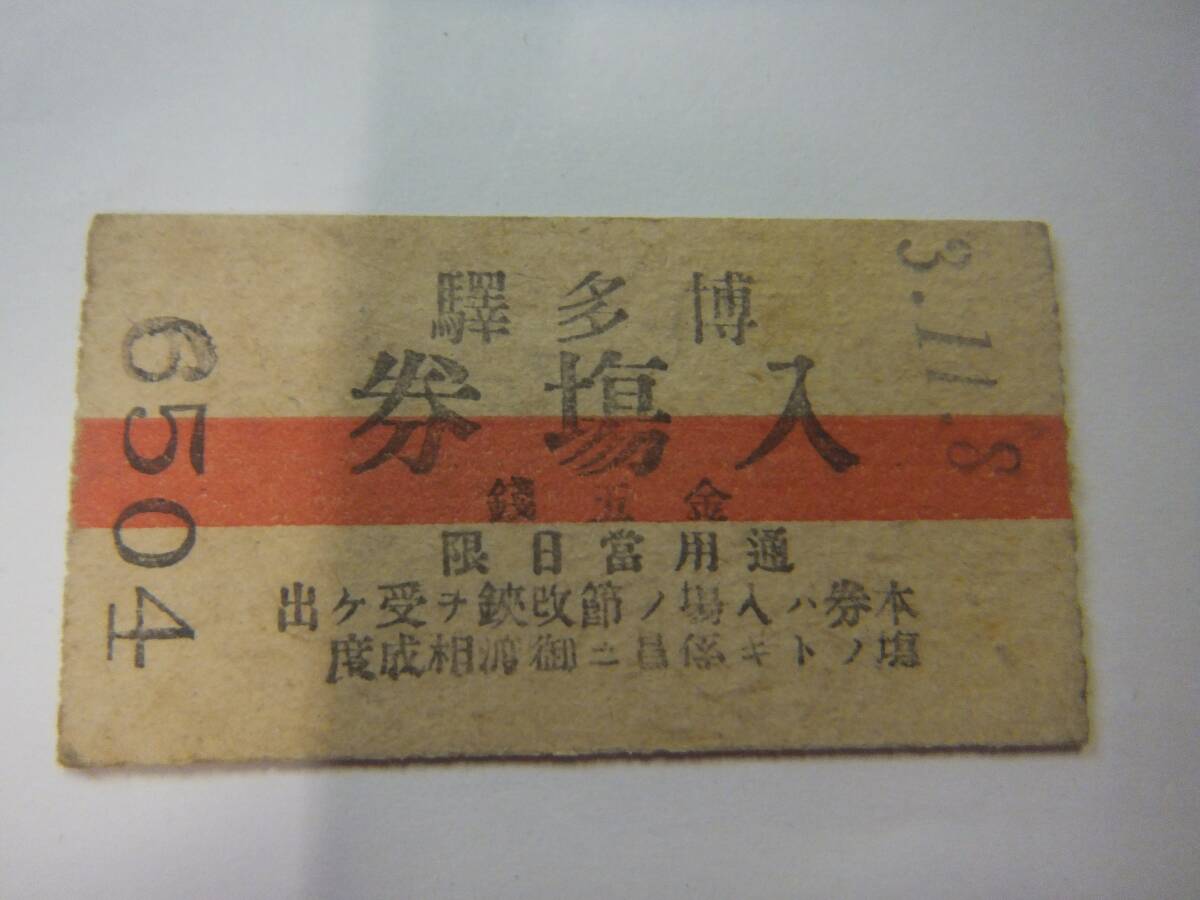 博多驛
入塲券
金五錢
通用當日限
本券ハ入場ノ節改鋏ヲ受ケ出
塲ノトキ係員ニ御渡相成度
6504
3.11.8